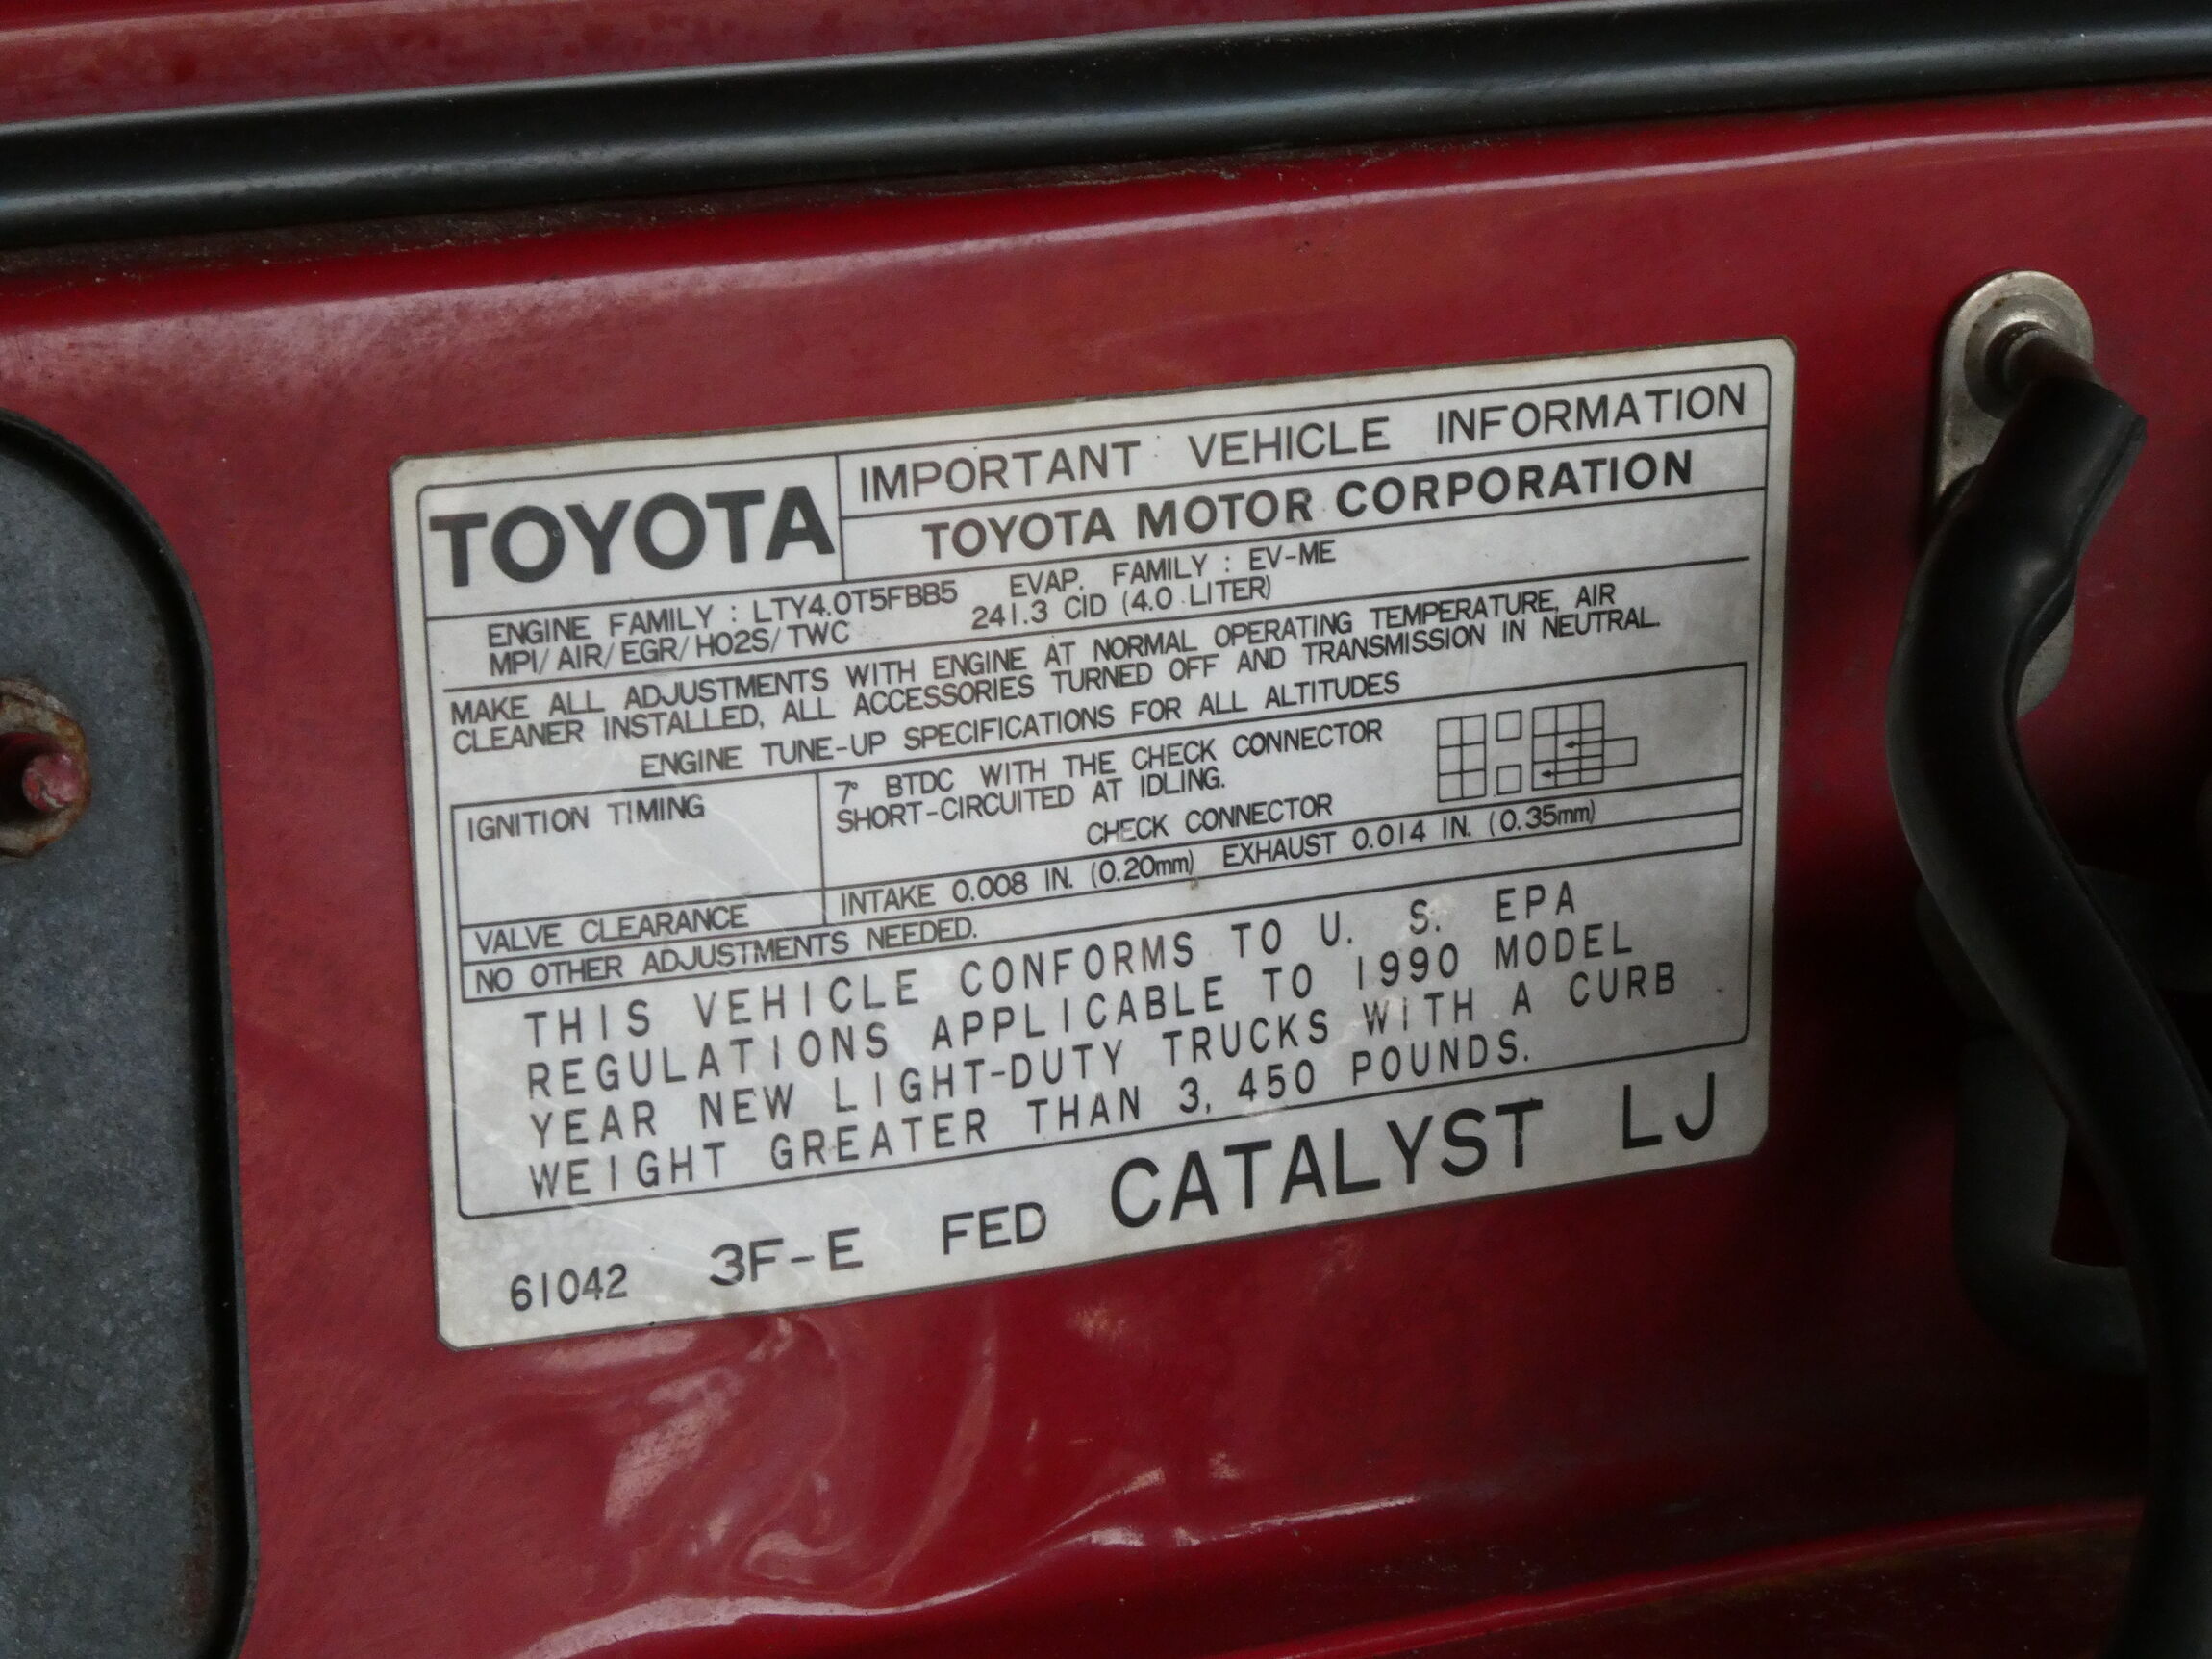 TOYOTA
IMPORTANT VEHICLE INFORMATION
TOYOTA MOTOR CORPORATION
ENGINE FAMILY : LTY4.0T5FBB5 EVAP. FAMILY : EV-ME
MPI/AIR/EGR/HO2S/TWC 241.3 CID (4.0 LITER)
MAKE ALL ADJUSTMENTS WITH ENGINE AT NORMAL OPERATING TEMPERATURE, AIR
CLEANER INSTALLED, ALL ACCESSORIES TURNED OFF AND TRANSMISSION IN NEUTRAL.
ENGINE TUNE-UP SPECIFICATIONS FOR ALL ALTITUDES
IGNITION TIMING
7° BTDC WITH THE CHECK CONNECTOR
SHORT-CIRCUITED AT IDLING.
CHECK CONNECTOR
VALVE CLEARANCE
INTAKE 0.008 IN. (0.20mm) EXHAUST 0.014 IN. (0.35mm)
NO OTHER ADJUSTMENTS NEEDED.
THIS VEHICLE CONFORMS TO U. S. EPA
REGULATIONS APPLICABLE TO 1990 MODEL
YEAR NEW LIGHT-DUTY TRUCKS WITH A CURB
WEIGHT GREATER THAN 3, 450 POUNDS.
61042 3F-E FED CATALYST LJ